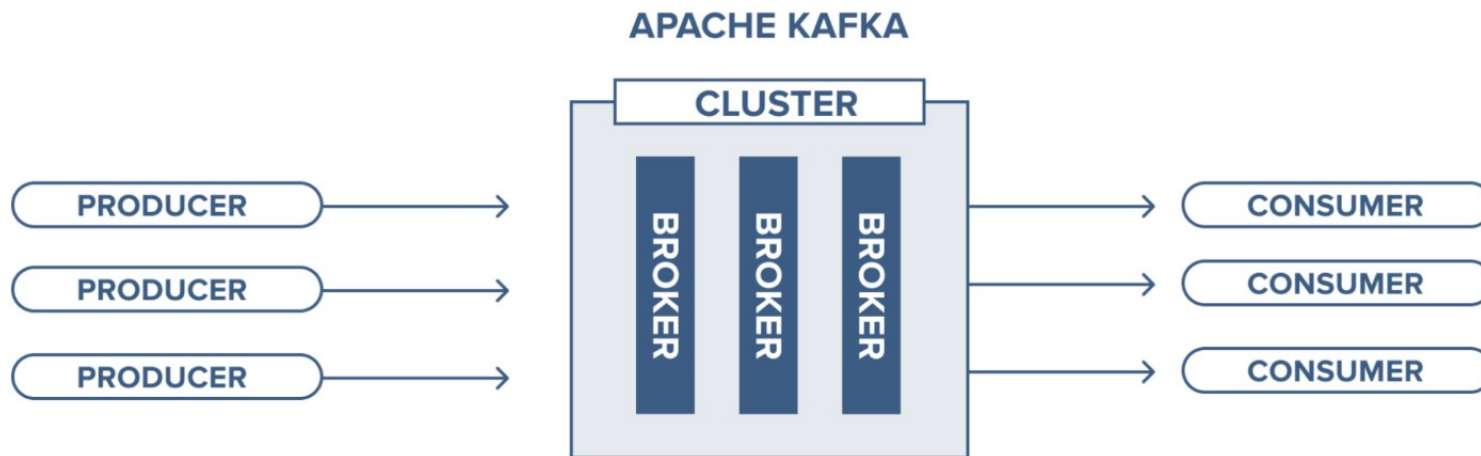 APACHE KAFKA
CLUSTER
PRODUCER
PRODUCER
PRODUCER
BROKER
BROKER
BROKER
CONSUMER
CONSUMER
CONSUMER